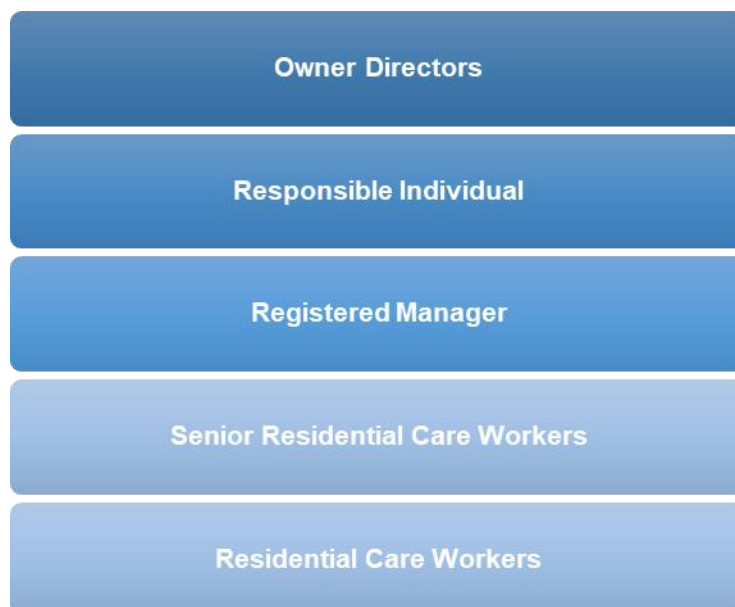 Owner Directors
Responsible Individual
Registered Manager
Senior Residential Care Workers
Residential Care Workers